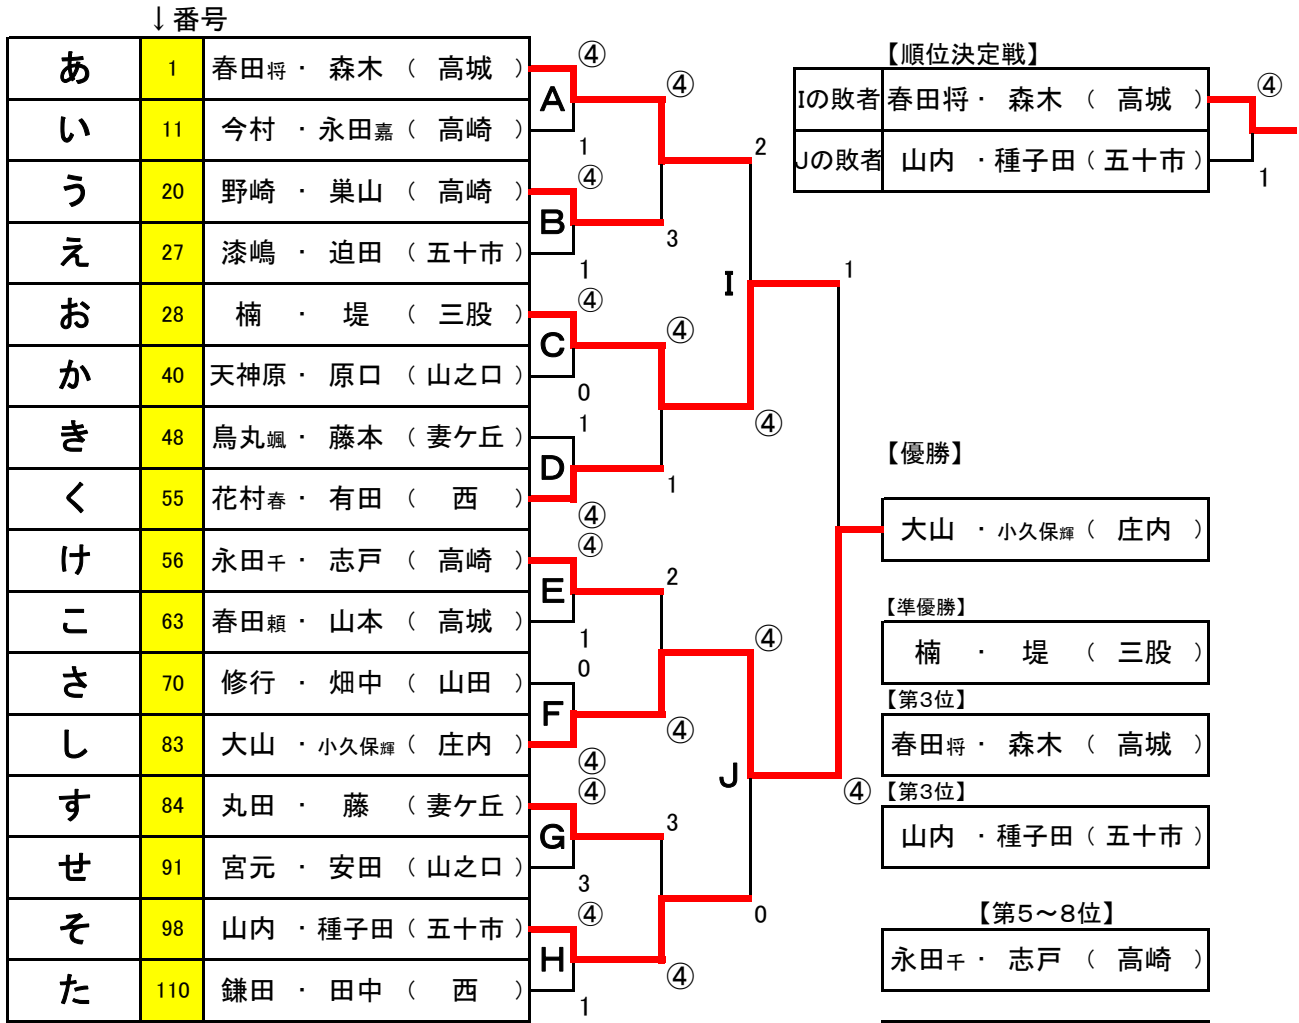 ↓番号
あ 1 春田将・ 森木 （ 高城 ）
い 11 今村 ・永田嘉（ 高崎 ）
う 20 野崎 ・ 巣山 （ 高崎 ）
え 27 漆嶋 ・ 迫田 （ 五十市 ）
お 28 楠 ・ 堤 （ 三股 ）
か 40 天神原・ 原口 （ 山之口 ）
き 48 鳥丸颯・ 藤本 （ 妻ケ丘 ）
く 55 花村春・ 有田 （ 西 ）
け 56 永田千・ 志戸 （ 高崎 ）
こ 63 春田頼・ 山本 （ 高城 ）
さ 70 修行 ・ 畑中 （ 山田 ）
し 83 大山 ・小久保輝（ 庄内 ）
す 84 丸田 ・ 藤 （ 妻ケ丘 ）
せ 91 宮元 ・ 安田 （ 山之口 ）
そ 98 山内 ・種子田（ 五十市 ）
た 110 鎌田 ・ 田中 （ 西 ）
④
A
1
④
B
1
④
C
0
1
D
④
④
E
1
0
F
④
④
G
3
④
H
1
④
3
④
1
2
④
3
④
2
I
④
④
J
0
1
④
【順位決定戦】
Iの敗者 春田将・ 森木 （ 高城 ）
Jの敗者 山内 ・種子田（ 五十市 ）
④
1
【優勝】
大山 ・小久保輝（ 庄内 ）
【準優勝】
楠 ・ 堤 （ 三股 ）
【第3位】
春田将・ 森木 （ 高城 ）
【第3位】
山内 ・種子田（ 五十市 ）
【第5～8位】
永田千・ 志戸 （ 高崎 ）